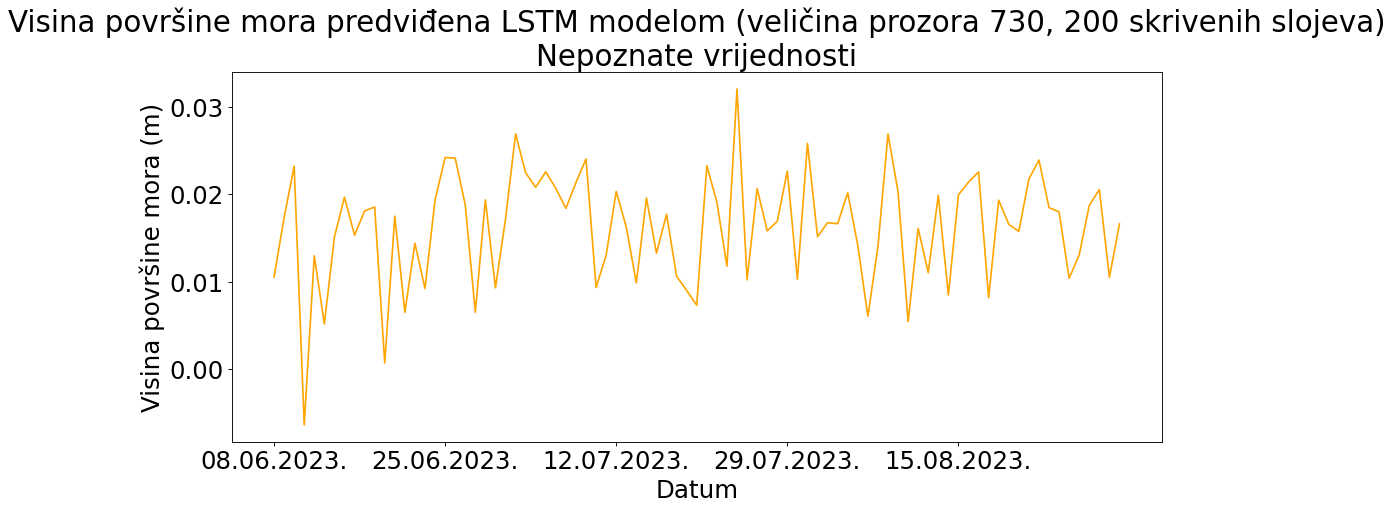 Visina površine mora predviđena LSTM modelom (veličina prozora 730, 200 skrivenih slojeva)
Nepoznate vrijednosti
Visina površine mora (m)
0.03
0.02
0.01
0.00
08.06.2023. 25.06.2023. 12.07.2023. 29.07.2023. 15.08.2023.
Datum